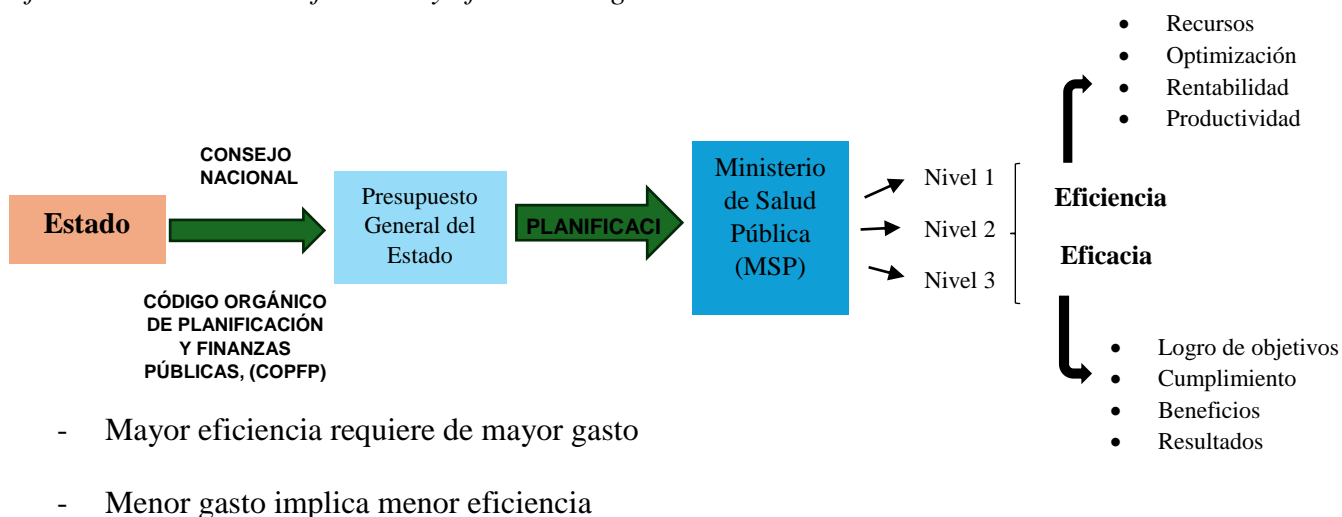 Recursos
Optimización
Rentabilidad
Productividad
CONSEJO
NACIONAL
Estado
Presupuesto
General del
Estado
PLANIFICACI
Ministerio
de Salud
Pública
(MSP)
Nivel 1
Nivel 2
Nivel 3
Eficiencia
Eficacia
CÓDIGO ORGÁNICO
DE PLANIFICACIÓN
Y FINANZAS
PÚBLICAS, (COPFP)
Logro de objetivos
Cumplimiento
Beneficios
Resultados
- Mayor eficiencia requiere de mayor gasto
- Menor gasto implica menor eficiencia